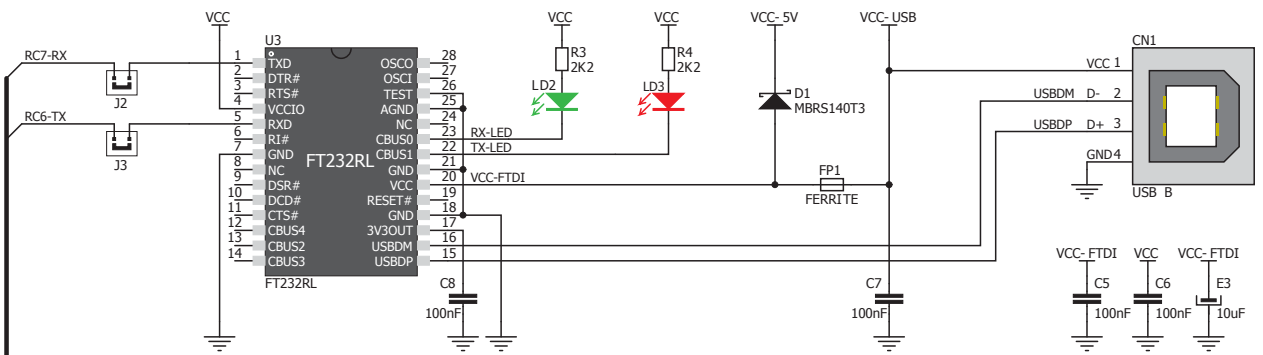 VCC VCC VCC VCC-5V VCC-USB
U3 CN1
RC7-RX 1 TXD OSCO 28 R3 R4 VCC 1
2 DTR# OSCI 27 2K2 2K2
J2 3 RTS# TEST 26 LD2 LD3 D1 USBDM D- 2
4 VCCIO AGND 25 MBRS140T3
RC6-TX 5 RXD NC 24 USBDP D+ 3
6 RI# CBUS0 23 RX-LED
J3 7 GND CBUS1 22 TX-LED GND 4
8 NC FT232RL GND 21
9 DSR# VCC 20 VCC-FTDI FP1
10 DCD# RESET# 19 FERRITE USB B
11 CTS# GND 18
12 CBUS4 3V3OUT 17
13 CBUS2 USBDM 16
14 CBUS3 USBDP 15
VCC-FTDI VCC VCC-FTDI
FT232RL C8 C7 C5 C6 E3
100nF 100nF 100nF 100nF 10uF